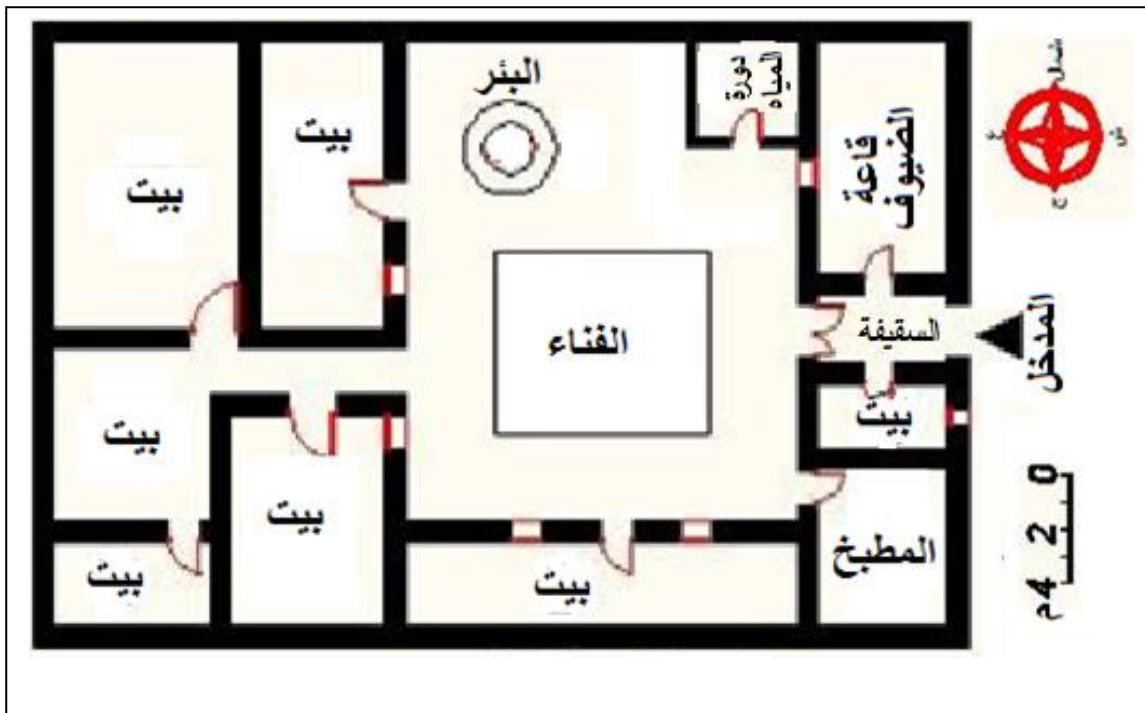 البئر
دورة
المياه
قاعة
الضيوف
شمال
ش
غ
ج
بيت
بيت
المدخل
السقيفة
الفناء
بيت
بيت
بيت
بيت
بيت
المطبخ
0 2 4م